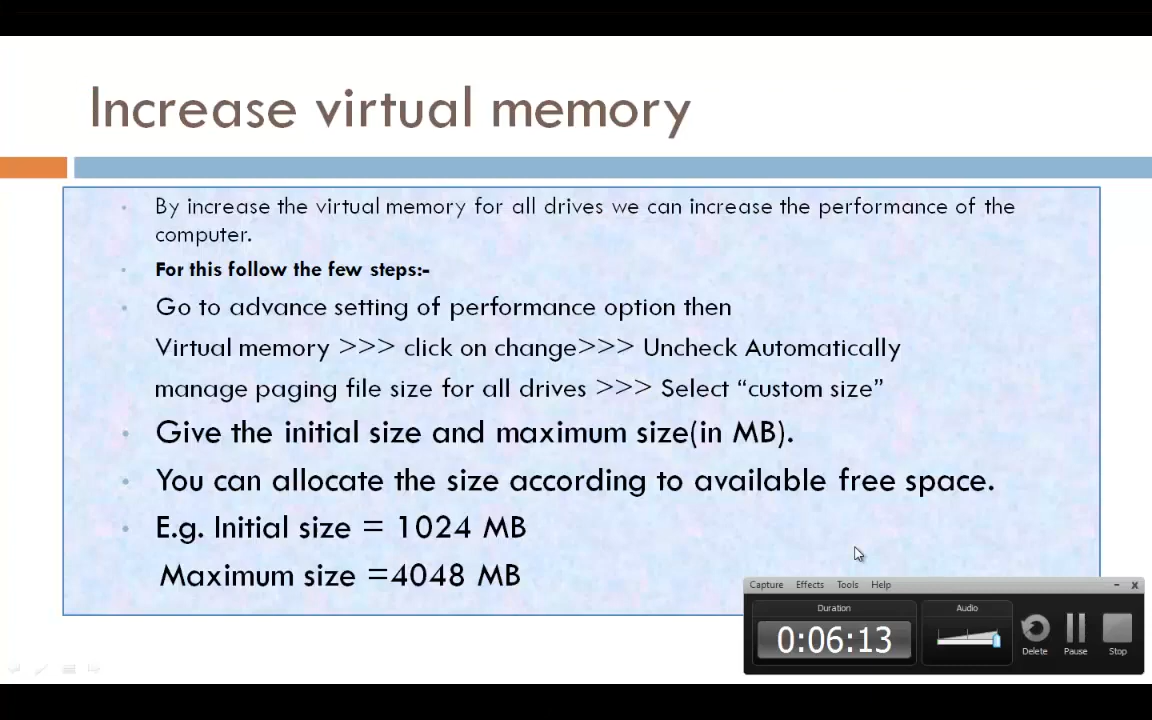 Increase virtual memory
By increase the virtual memory for all drives we can increase the performance of the
computer.
For this follow the few steps:-
Go to advance setting of performance option then
Virtual memory >>> click on change>>> Uncheck Automatically
manage paging file size for all drives >>> Select “custom size”
Give the initial size and maximum size(in MB).
You can allocate the size according to available free space.
E.g. Initial size = 1024 MB
Maximum size =4048 MB
Capture Effects Tools Help
Duration Audio
0:06:13
Delete Pause Stop